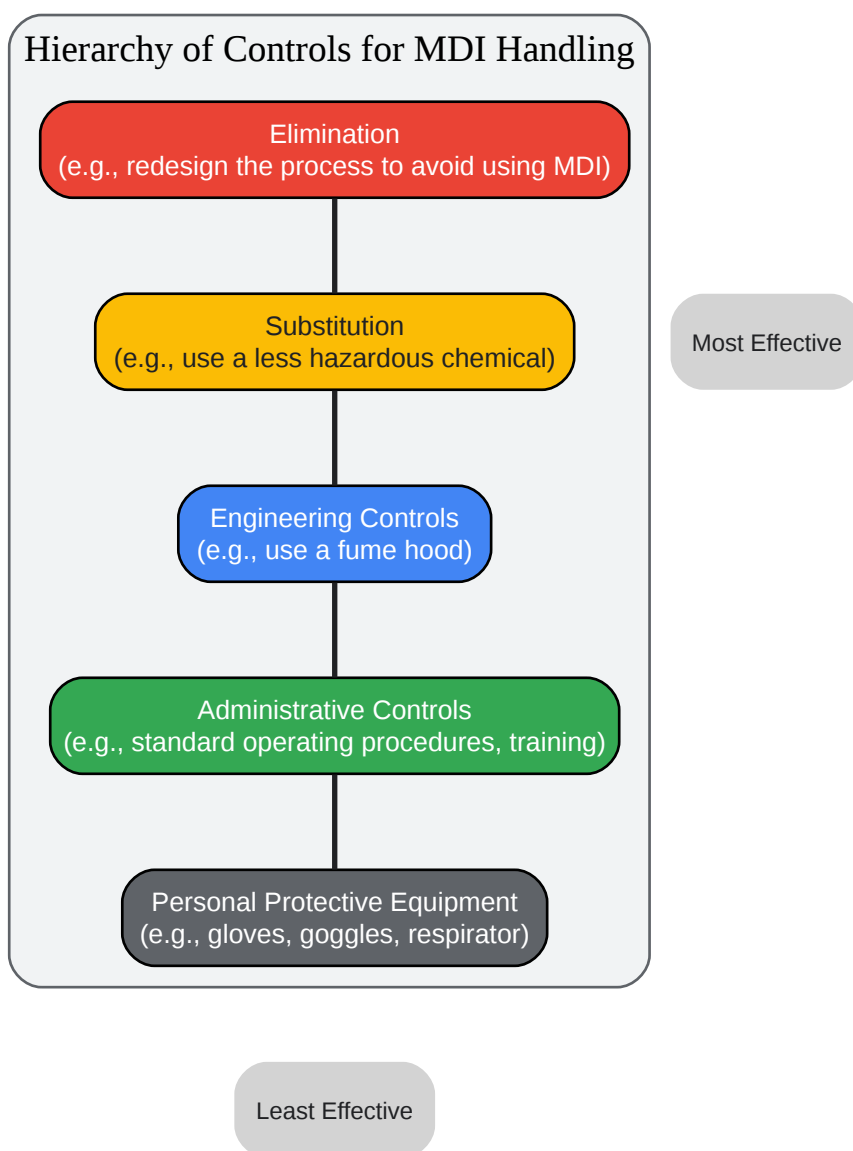 Hierarchy of Controls for MDI Handling
Elimination
(e.g., redesign the process to avoid using MDI)
Substitution
(e.g., use a less hazardous chemical)
Most Effective
Engineering Controls
(e.g., use a fume hood)
Administrative Controls
(e.g., standard operating procedures, training)
Personal Protective Equipment
(e.g., gloves, goggles, respirator)
Least Effective